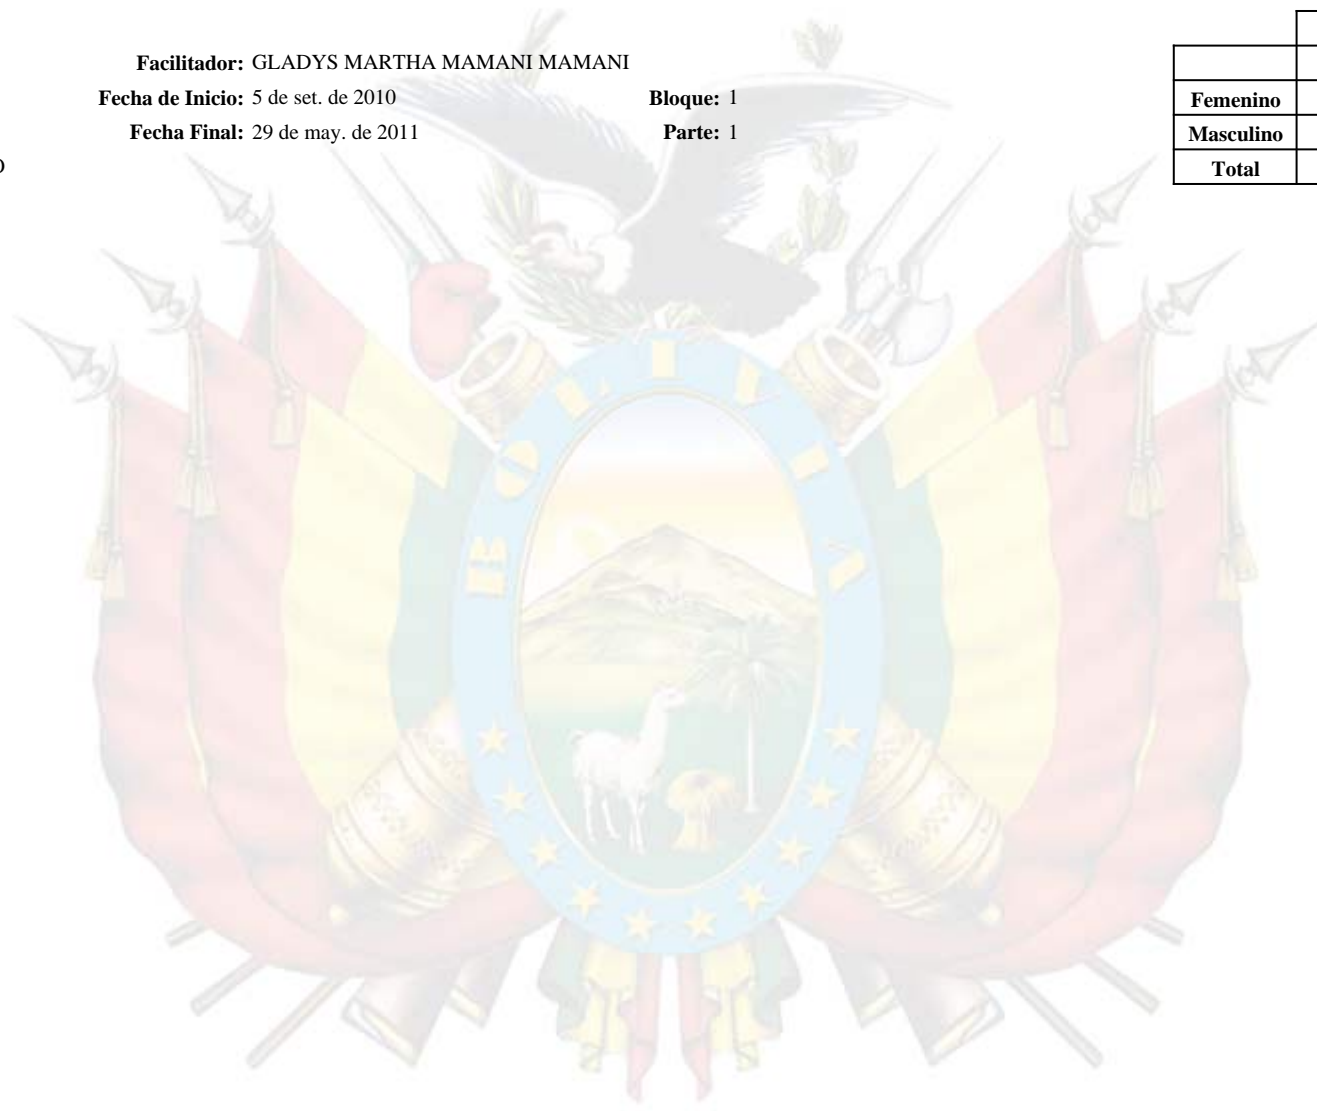 Facilitador: GLADYS MARTHA MAMANI MAMANI
Fecha de Inicio: 5 de set. de 2010 Bloque: 1
Fecha Final: 29 de may. de 2011 Parte: 1
Femenino
Masculino
Total
BOLIVIA